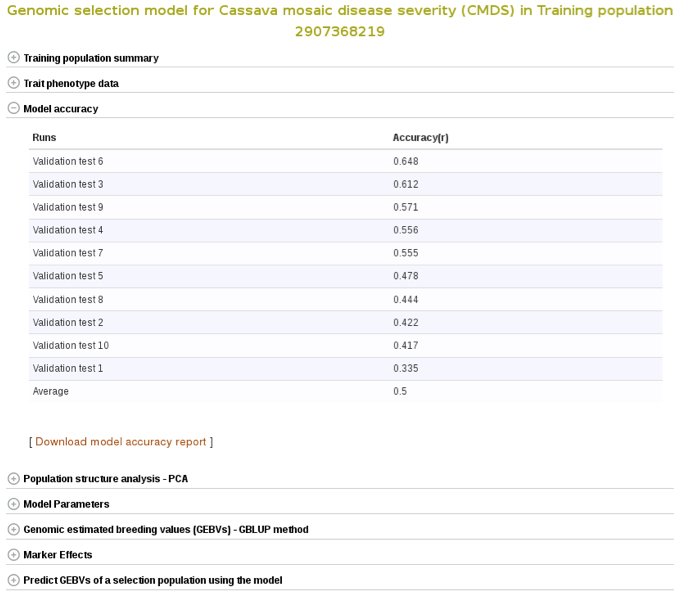 Genomic selection model for Cassava mosaic disease severity (CMDS) in Training population
2907368219
Training population summary
Trait phenotype data
Model accuracy
Runs Accuracy(r)
Validation test 6 0.648
Validation test 3 0.612
Validation test 9 0.571
Validation test 4 0.556
Validation test 7 0.555
Validation test 5 0.478
Validation test 8 0.444
Validation test 2 0.422
Validation test 10 0.417
Validation test 1 0.335
Average 0.5
[ Download model accuracy report ]
Population structure analysis - PCA
Model Parameters
Genomic estimated breeding values (GEBVs) - GBLUP method
Marker Effects
Predict GEBVs of a selection population using the model